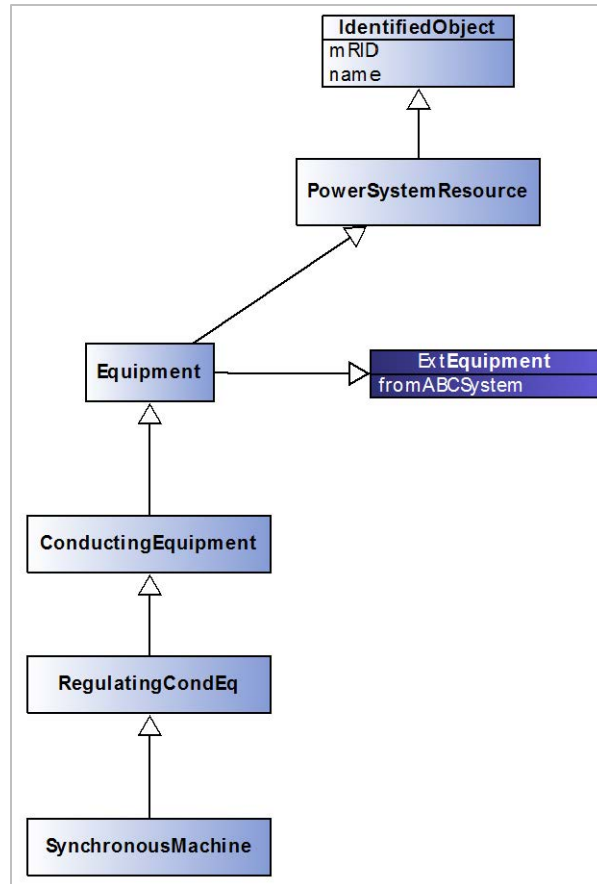 IdentifiedObject
mRID
name
PowerSystemResource
Equipment
ExtEquipment
fromABCSystem
ConductingEquipment
RegulatingCondEq
SynchronousMachine